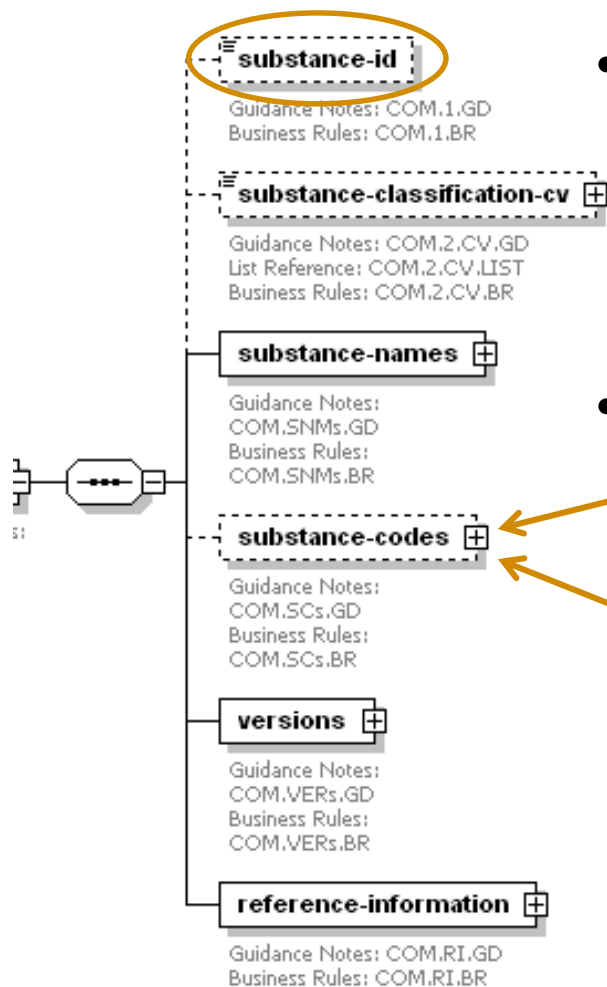 substance-id
Guidance Notes: COM.1.GD
Business Rules: COM.1.BR
substance-classification-cv
Guidance Notes: COM.2.CV.GD
List Reference: COM.2.CV.LIST
Business Rules: COM.2.CV.BR
substance-names
Guidance Notes:
COM.SNMs.GD
Business Rules:
COM.SNMs.BR
s:
substance-codes
Guidance Notes:
COM.SCs.GD
Business Rules:
COM.SCs.BR
versions
Guidance Notes:
COM.VERs.GD
Business Rules:
COM.VERs.BR
reference-information
Guidance Notes: COM.RI.GD
Business Rules: COM.RI.BR